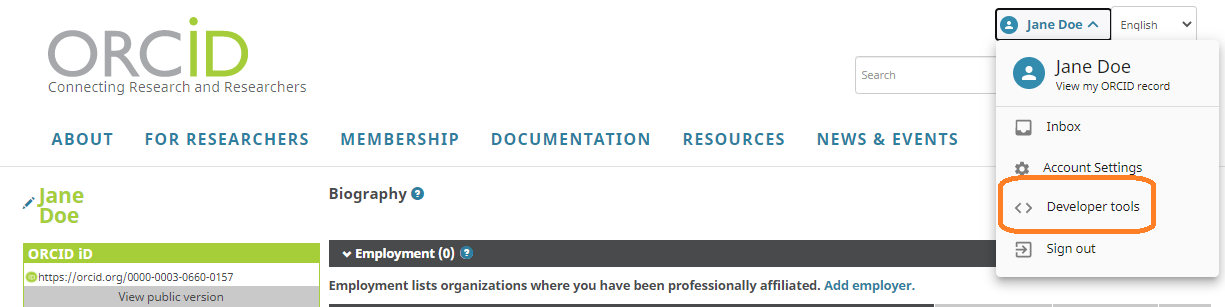 Jane Doe
English
ORCID
Connecting Research and Researchers
Search
Jane Doe
View my ORCID record
ABOUT FOR RESEARCHERS MEMBERSHIP DOCUMENTATION RESOURCES NEWS & EVENTS
Inbox
Account Settings
Developer tools
Sign out
Jane
Doe
ORCID iD
https://orcid.org/0000-0003-0660-0157
View public version
Biography ?
Employment (0) ?
Employment lists organizations where you have been professionally affiliated. Add employer.